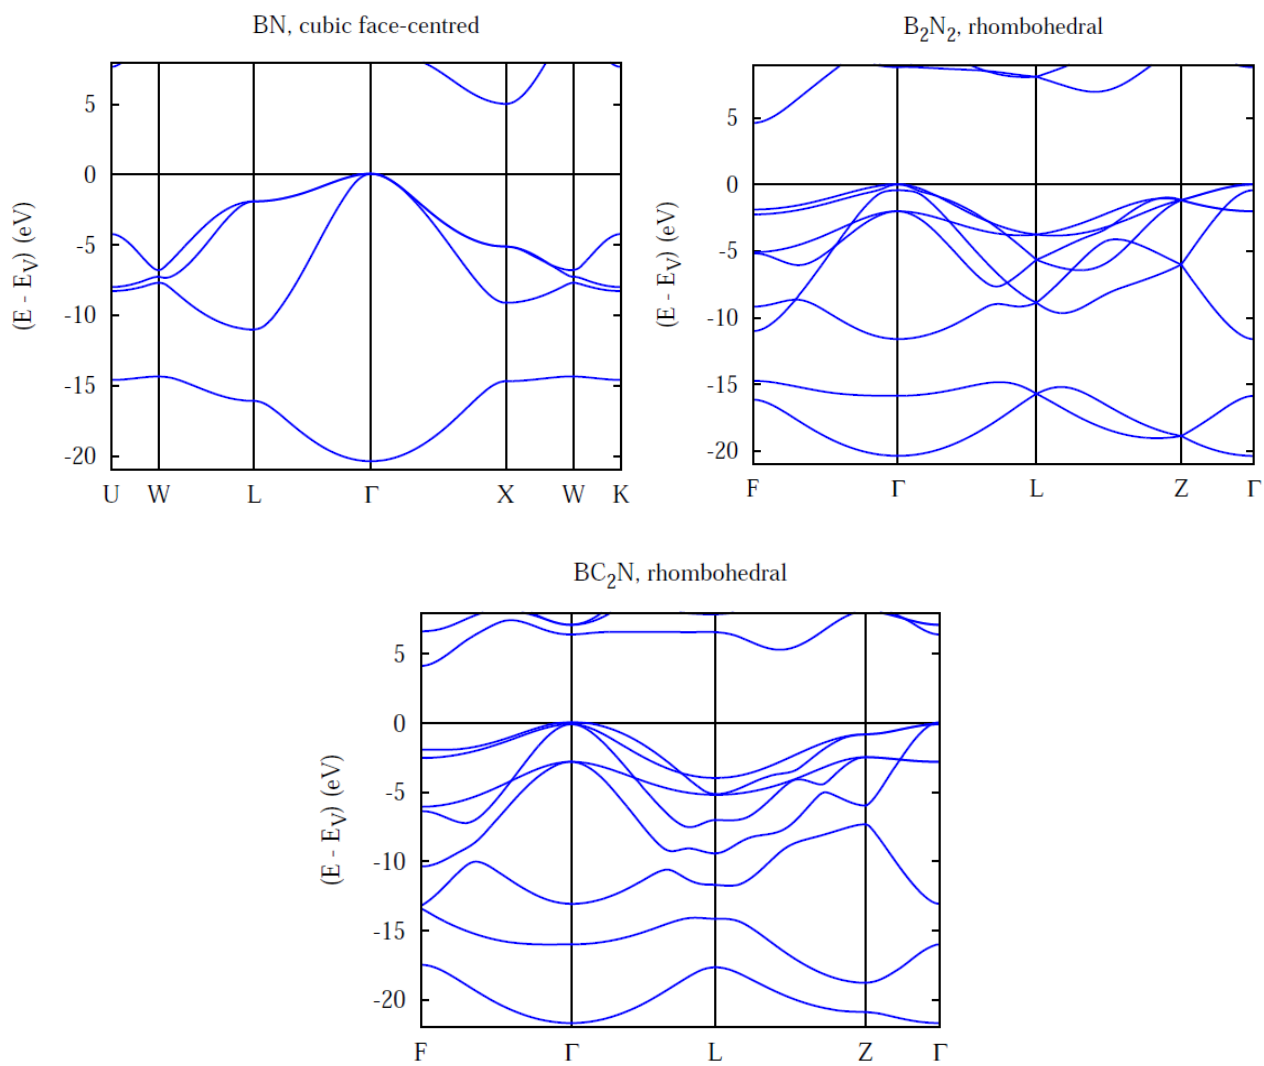 BN, cubic face-centred
(E - EV) (eV)
5
0
-5
-10
-15
-20
U W L Γ X W K
B2N2, rhombohedral
(E - EV) (eV)
5
0
-5
-10
-15
-20
F Γ L Z Γ
BC2N, rhombohedral
(E - EV) (eV)
5
0
-5
-10
-15
-20
F Γ L Z Γ